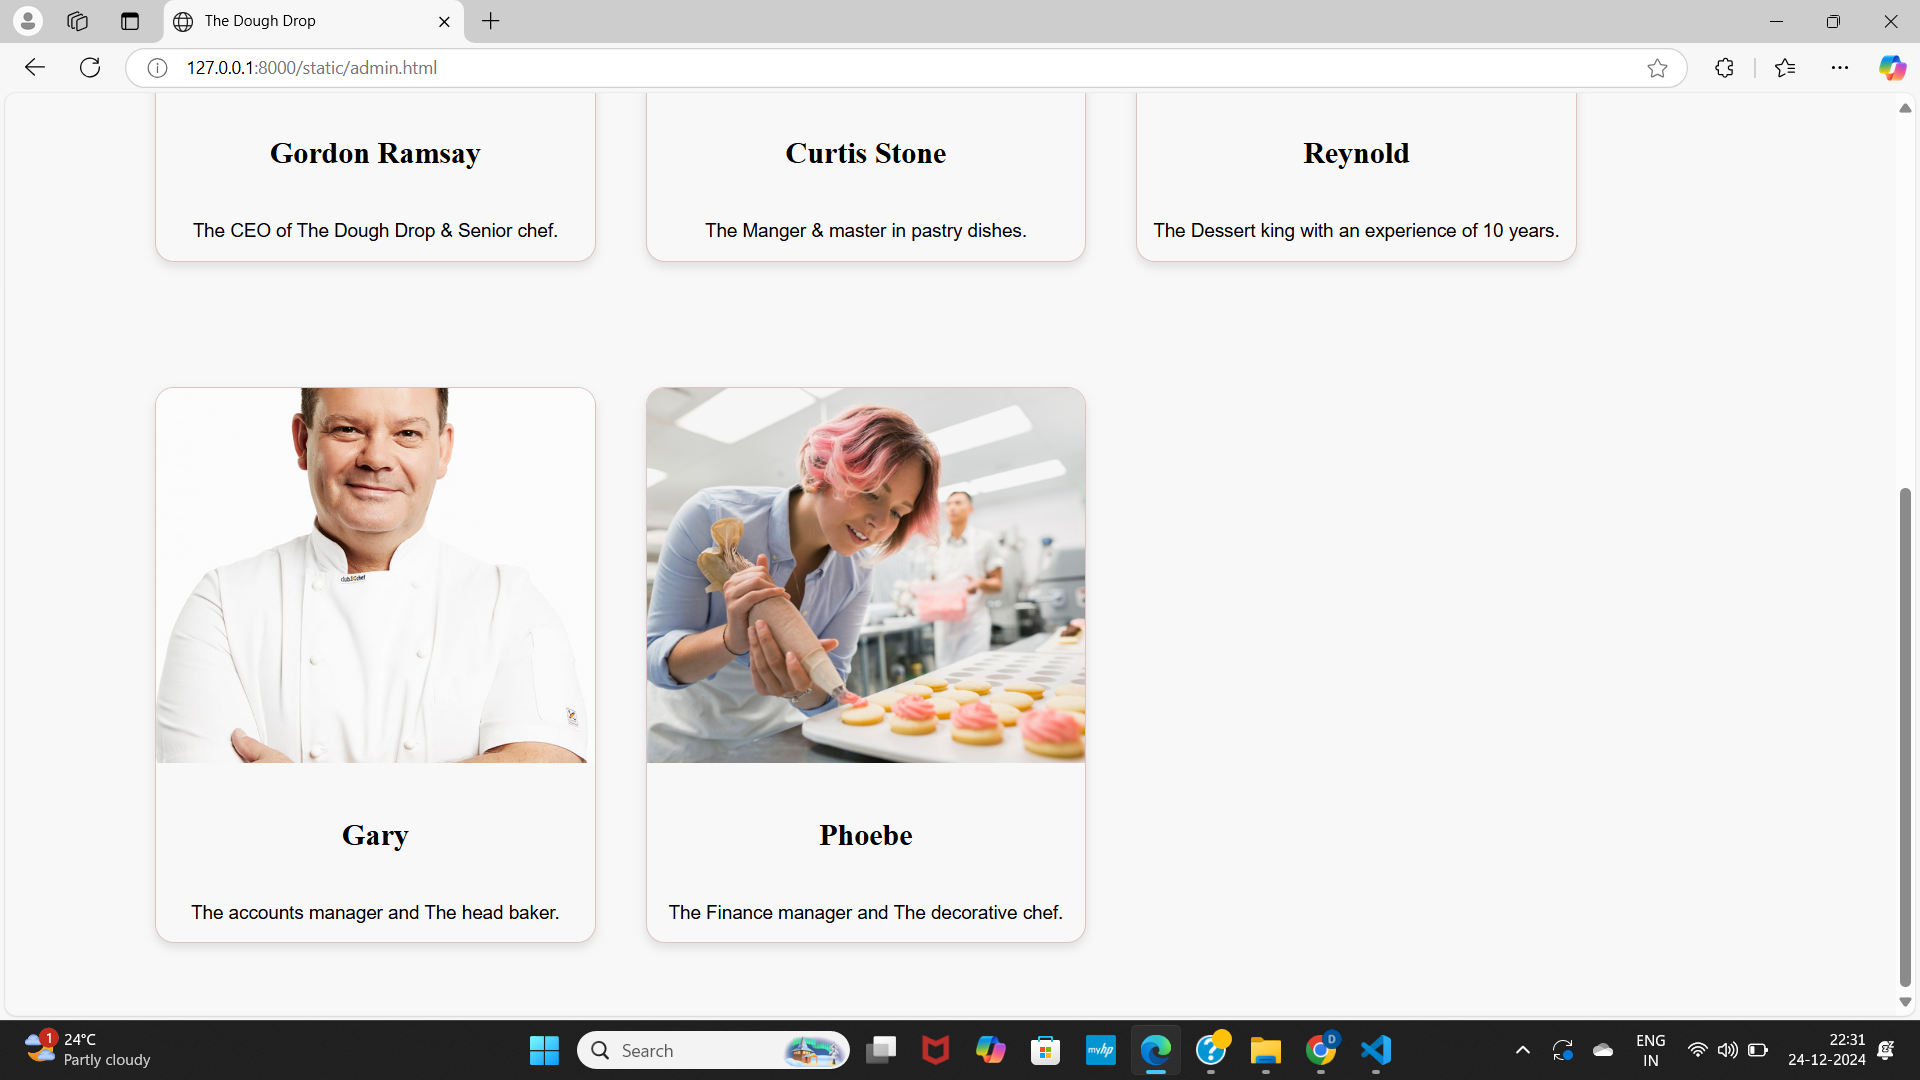 The Dough Drop
127.0.0.1:8000/static/admin.html
Gordon Ramsay
Curtis Stone
Reynold
The CEO of The Dough Drop & Senior chef.
The Manger & master in pastry dishes.
The Dessert king with an experience of 10 years.
club chef
Gary
Phoebe
The accounts manager and The head baker.
The Finance manager and The decorative chef.
1
24°C
Partly cloudy
Search
myhp
D
ENG
IN
22:31
24-12-2024